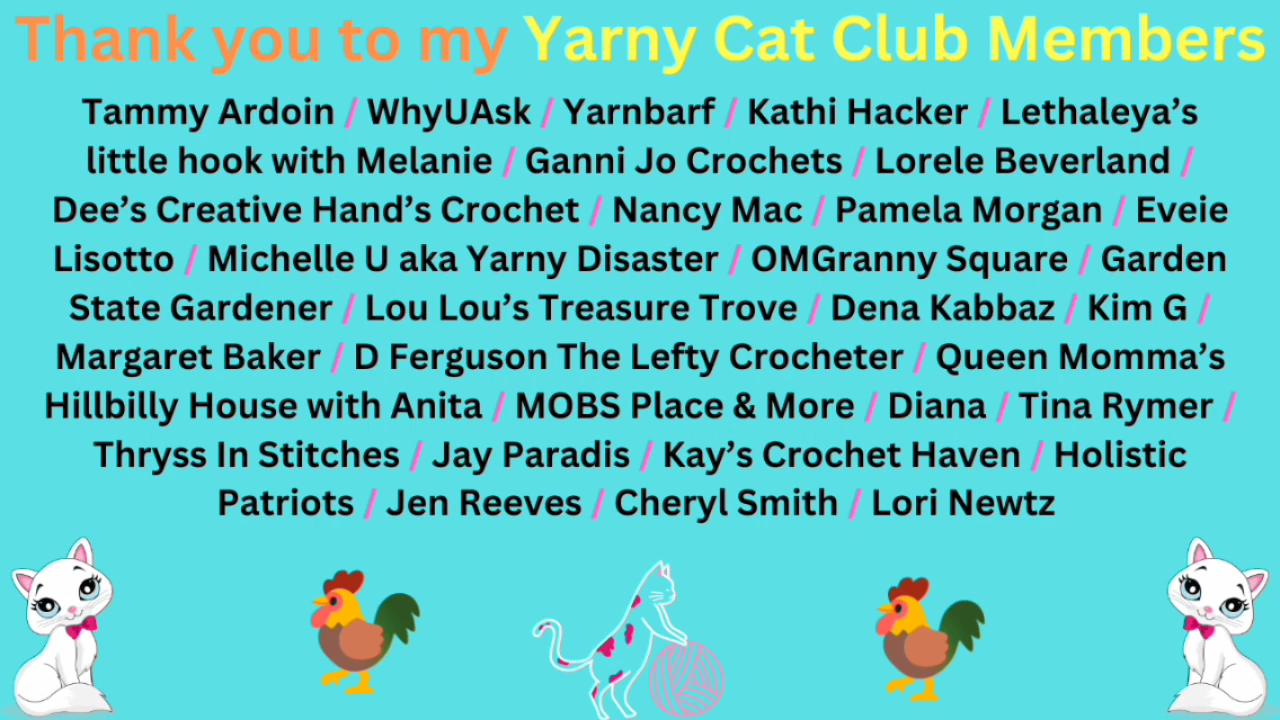 Thank you to my Yarny Cat Club Members
Tammy Ardoin / WhyUAsk / Yarnbarf / Kathi Hacker / Lethaleya’s
little hook with Melanie / Ganni Jo Crochets / Lorele Beverland /
Dee’s Creative Hand’s Crochet / Nancy Mac / Pamela Morgan / Eveie
Lisotto / Michelle U aka Yarny Disaster / OMGranny Square / Garden
State Gardener / Lou Lou’s Treasure Trove / Dena Kabbaz / Kim G /
Margaret Baker / D Ferguson The Lefty Crocheter / Queen Momma’s
Hillbilly House with Anita / MOBS Place & More / Diana / Tina Rymer /
Thryss In Stitches / Jay Paradis / Kay’s Crochet Haven / Holistic
Patriots / Jen Reeves / Cheryl Smith / Lori Newtz